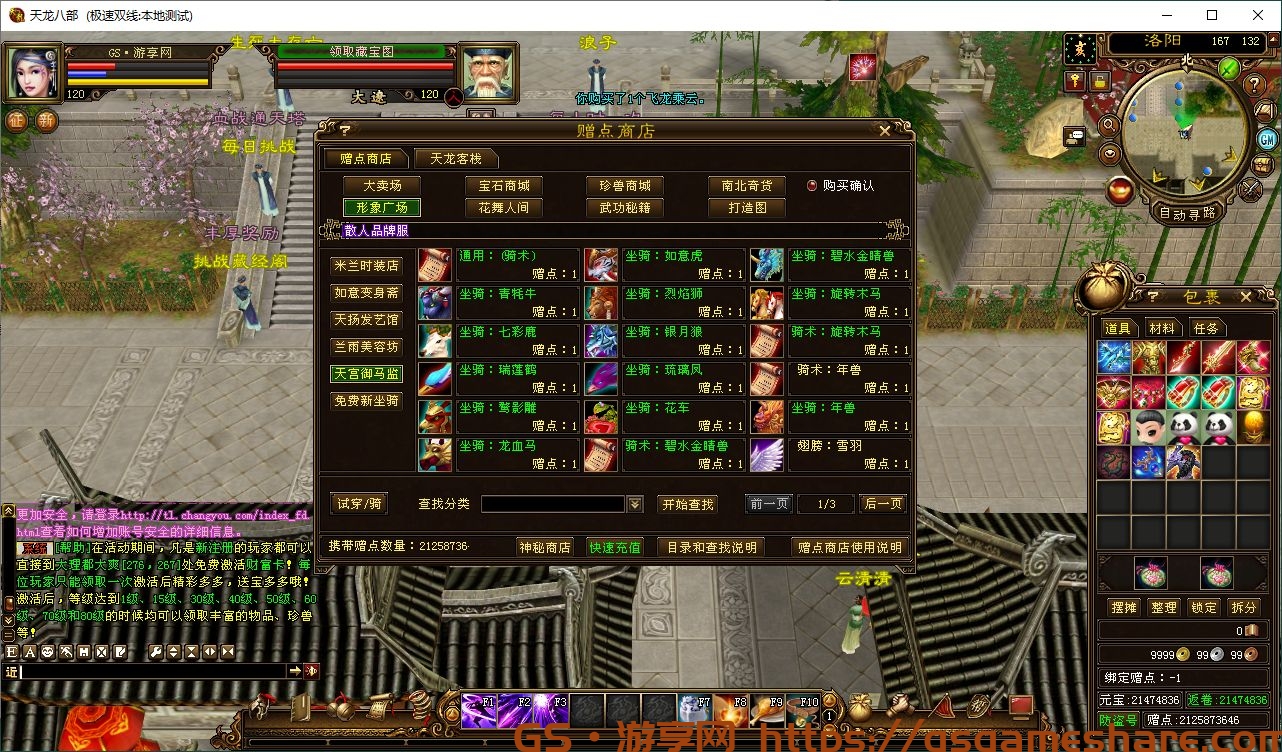 天龙八部 (极速双线:本地测试)
GS·游享网
120
领取藏宝图
大遼
120
浪子
你购买了1个飞龙乘云。
洛阳 167 132
北
GM
自动寻路
征 新
血战通天塔
每日挑战
丰厚奖励
挑战藏经阁
赠点商店
赠点商店 天龙客栈
大卖场 宝石商城 珍兽商城 南北奇货 购买确认
形象广场 花舞人间 武功秘籍 打造图
散人品牌服
米兰时装店
如意变身斋
天扬发艺馆
兰雨美容坊
天宫御马监
免费新坐骑
通用:(骑术) 坐骑:如意虎 坐骑:碧水金睛兽
赠点:1 赠点:1 赠点:1
坐骑:青牦牛 坐骑:烈焰狮 坐骑:旋转木马
赠点:1 赠点:1 赠点:1
坐骑:七彩鹿 坐骑:银月狼 骑术:旋转木马
赠点:1 赠点:1 赠点:1
坐骑:瑞莲鹤 坐骑:琉璃凤 骑术:年兽
赠点:1 赠点:1 赠点:1
坐骑:鹫影雕 坐骑:花车 坐骑:年兽
赠点:1 赠点:1 赠点:1
坐骑:龙血马 骑术:碧水金睛兽 翅膀:雪羽
赠点:1 赠点:1 赠点:1
试穿/骑 查找分类 开始查找 前一页 1/3 后一页
携带赠点数量:21258736· 神秘商店 快速充值 目录和查找说明 赠点商店使用说明
包裹
道具 材料 任务
摆摊 整理 锁定 拆分
0
9999 99 99
绑定赠点:-1
元宝:21474836 返卷:21474836
防盗号 赠点:2125873646
更加安全，请登录http://tl.changyou.com/index_fd.
html查看如何增加账号安全的详细信息。
系统 [帮助]在活动期间，凡是新注册的玩家都可以
直接到大理都大爽[276，267]处免费激活财富卡！每
位玩家只能领取一次激活后精彩多多，送宝多多哦！
激活后，等级达到1级、15级、30级、40级、50级、60
级、70级和80级的时候均可以领取丰富的物品、珍兽
等！
近
云清清
F1 F2 F3 F7 F8 F9 F10
1
GS·游享网 https://gsgameshare.com